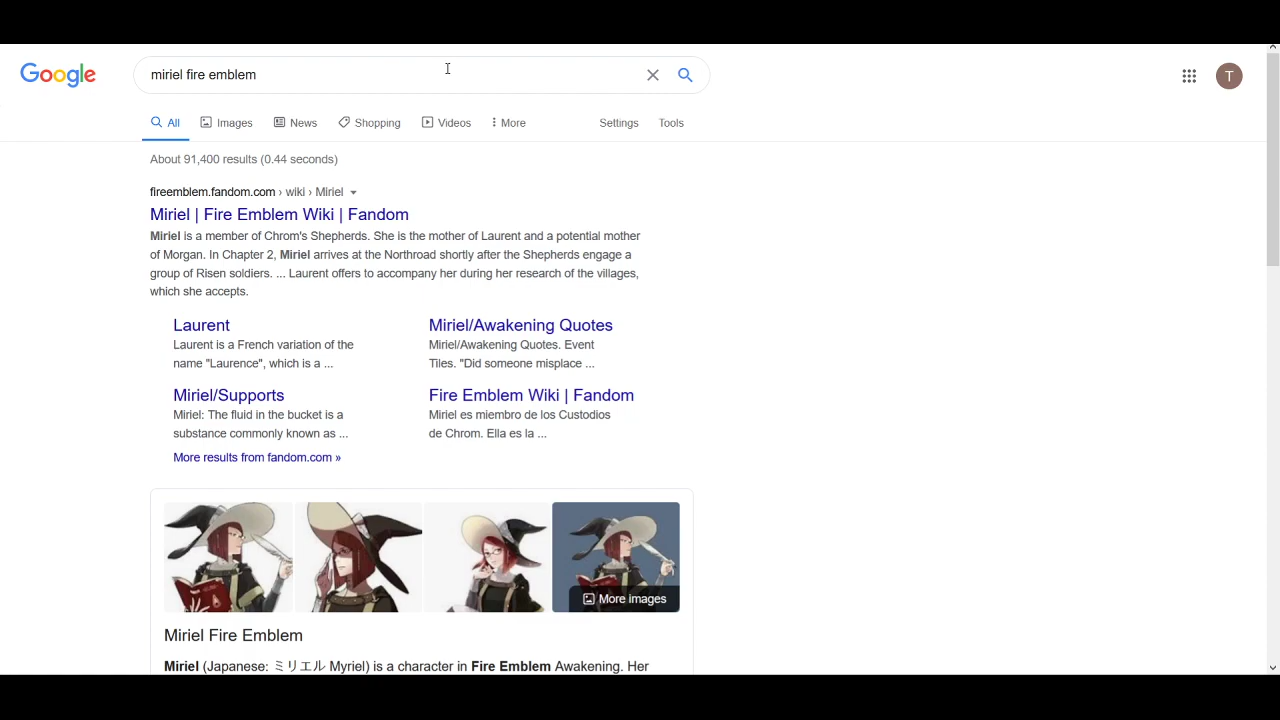 Google
miriel fire emblem
T
All Images News Shopping Videos More Settings Tools
About 91,400 results (0.44 seconds)
fireemblem.fandom.com › wiki › Miriel
Miriel | Fire Emblem Wiki | Fandom
Miriel is a member of Chrom's Shepherds. She is the mother of Laurent and a potential mother
of Morgan. In Chapter 2, Miriel arrives at the Northroad shortly after the Shepherds engage a
group of Risen soldiers. ... Laurent offers to accompany her during her research of the villages,
which she accepts.
Laurent
Laurent is a French variation of the
name "Laurence", which is a ...
Miriel/Awakening Quotes
Miriel/Awakening Quotes. Event
Tiles. "Did someone misplace ...
Miriel/Supports
Miriel: The fluid in the bucket is a
substance commonly known as ...
Fire Emblem Wiki | Fandom
Miriel es miembro de los Custodios
de Chrom. Ella es la ...
More results from fandom.com »
More images
Miriel Fire Emblem
Miriel (Japanese: ミリエル Myriel) is a character in Fire Emblem Awakening. Her